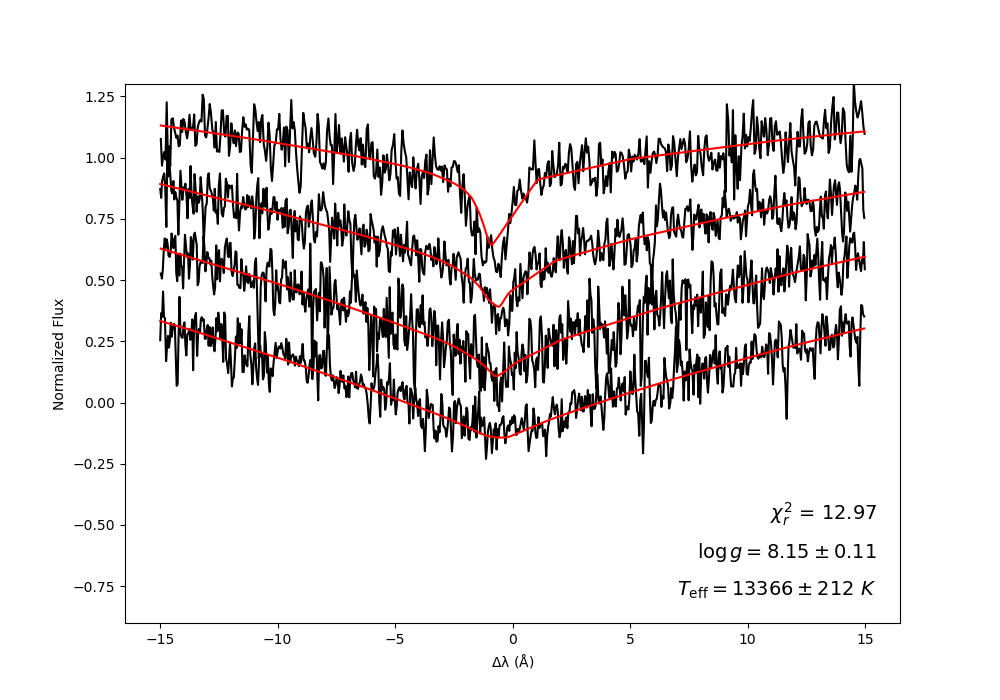 1.25
1.00
0.75
0.50
0.25
0.00
−0.25
−0.50
−0.75
Normalized Flux
χ²ᵣ = 12.97
log g = 8.15 ± 0.11
T_eff = 13366 ± 212 K
−15 −10 −5 0 5 10 15
Δλ (Å)